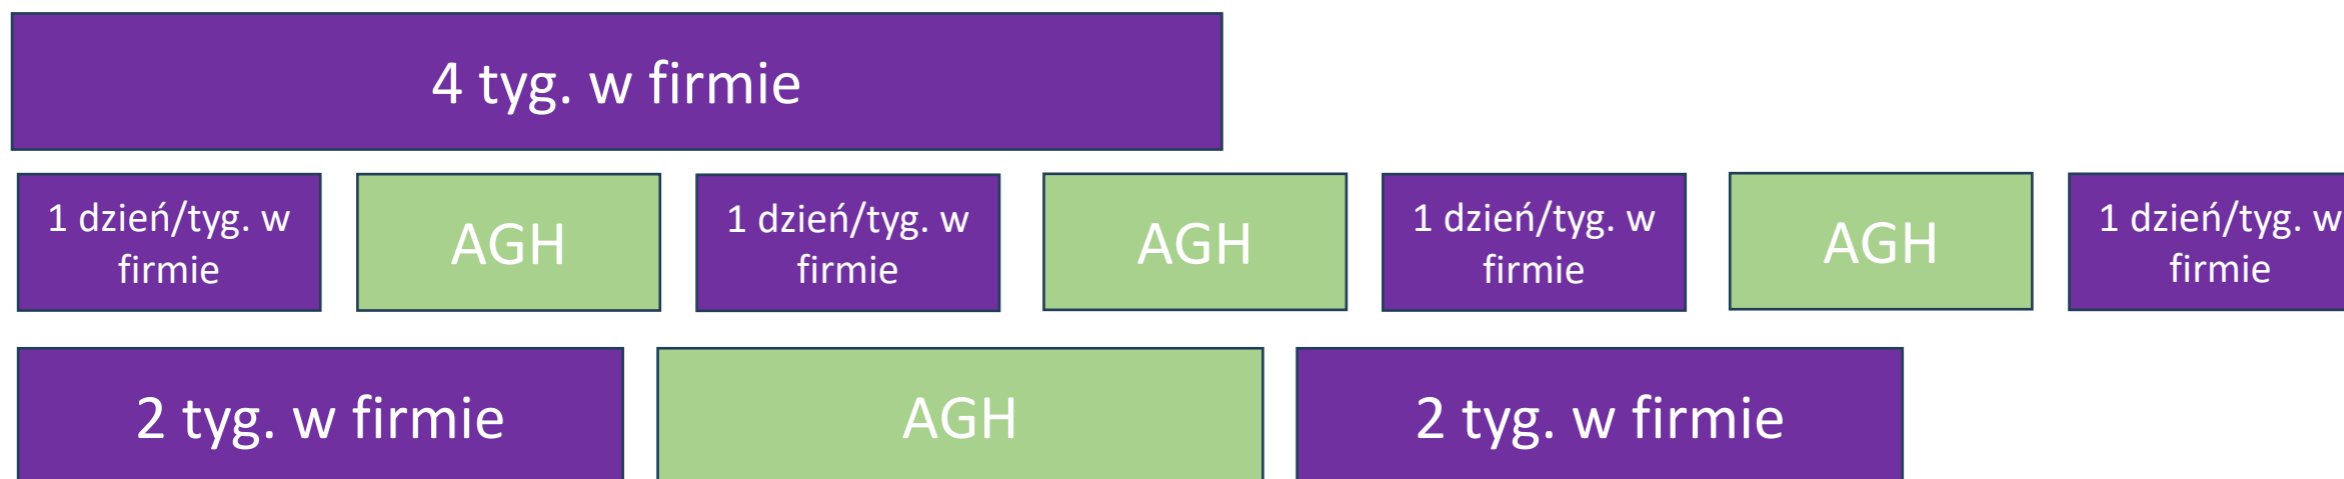 4 tyg. w firmie
1 dzień/tyg. w
firmie
AGH
1 dzień/tyg. w
firmie
AGH
1 dzień/tyg. w
firmie
AGH
1 dzień/tyg. w
firmie
2 tyg. w firmie
AGH
2 tyg. w firmie